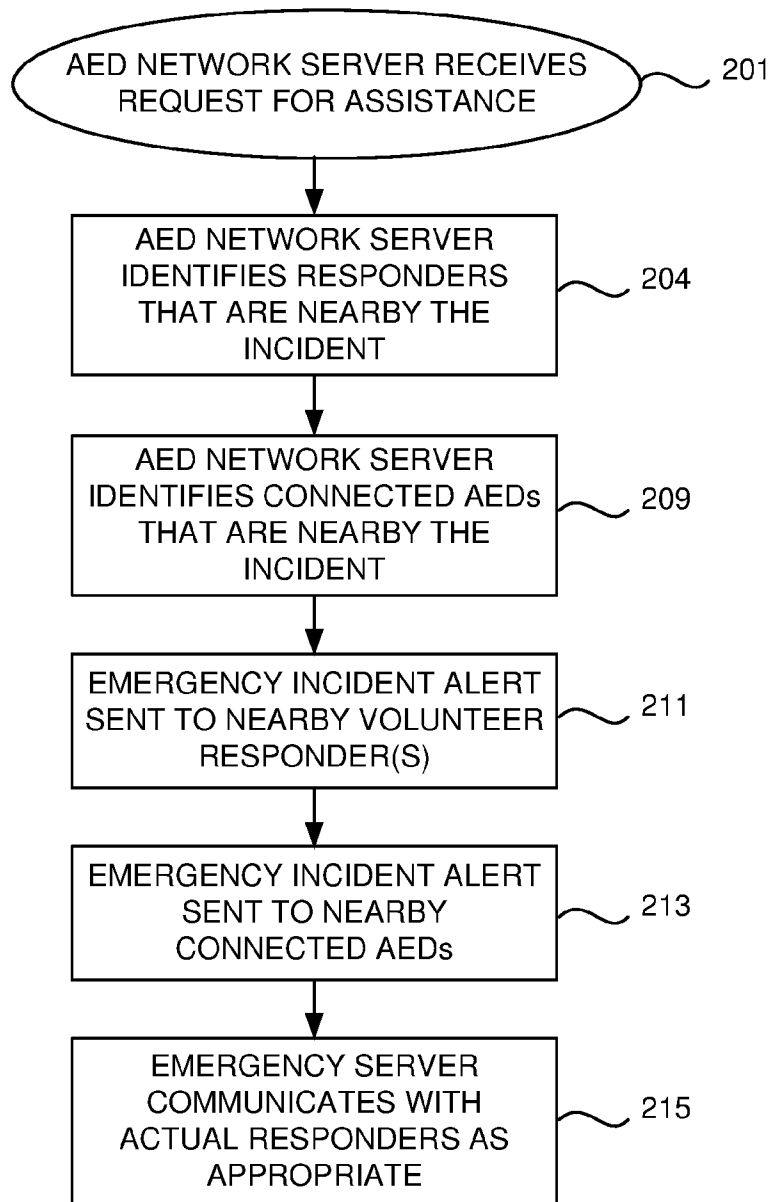 AED NETWORK SERVER RECEIVES
REQUEST FOR ASSISTANCE
201
AED NETWORK SERVER
IDENTIFIES RESPONDERS
THAT ARE NEARBY THE
INCIDENT
204
AED NETWORK SERVER
IDENTIFIES CONNECTED AEDs
THAT ARE NEARBY THE
INCIDENT
209
EMERGENCY INCIDENT ALERT
SENT TO NEARBY VOLUNTEER
RESPONDER(S)
211
EMERGENCY INCIDENT ALERT
SENT TO NEARBY
CONNECTED AEDs
213
EMERGENCY SERVER
COMMUNICATES WITH
ACTUAL RESPONDERS AS
APPROPRIATE
215